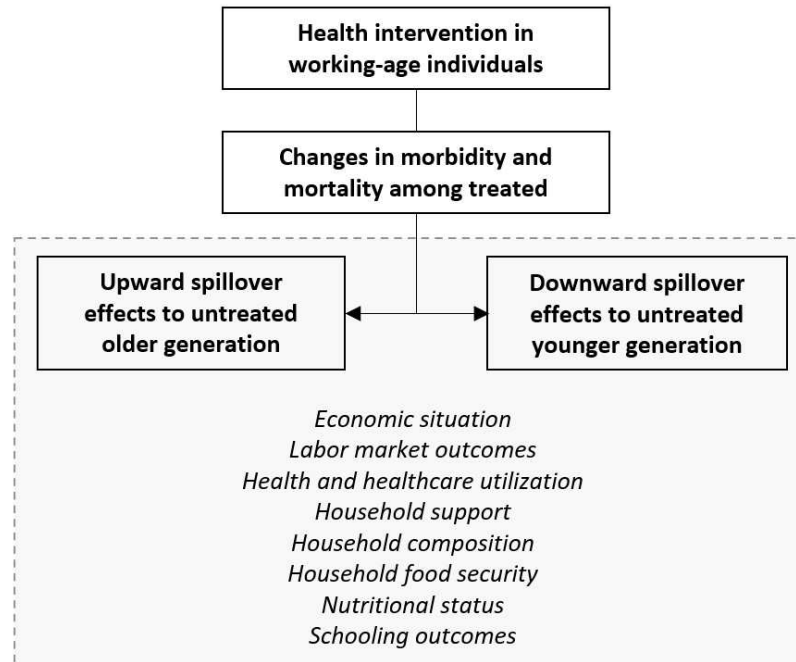 Health intervention in
working-age individuals
Changes in morbidity and
mortality among treated
Upward spillover
effects to untreated
older generation
Downward spillover
effects to untreated
younger generation
Economic situation
Labor market outcomes
Health and healthcare utilization
Household support
Household composition
Household food security
Nutritional status
Schooling outcomes